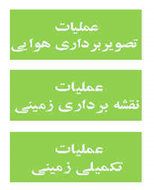 عملیات
تصویربرداری هوایی
عملیات
نقشه برداری زمینی
عملیات
تکمیلی زمینی